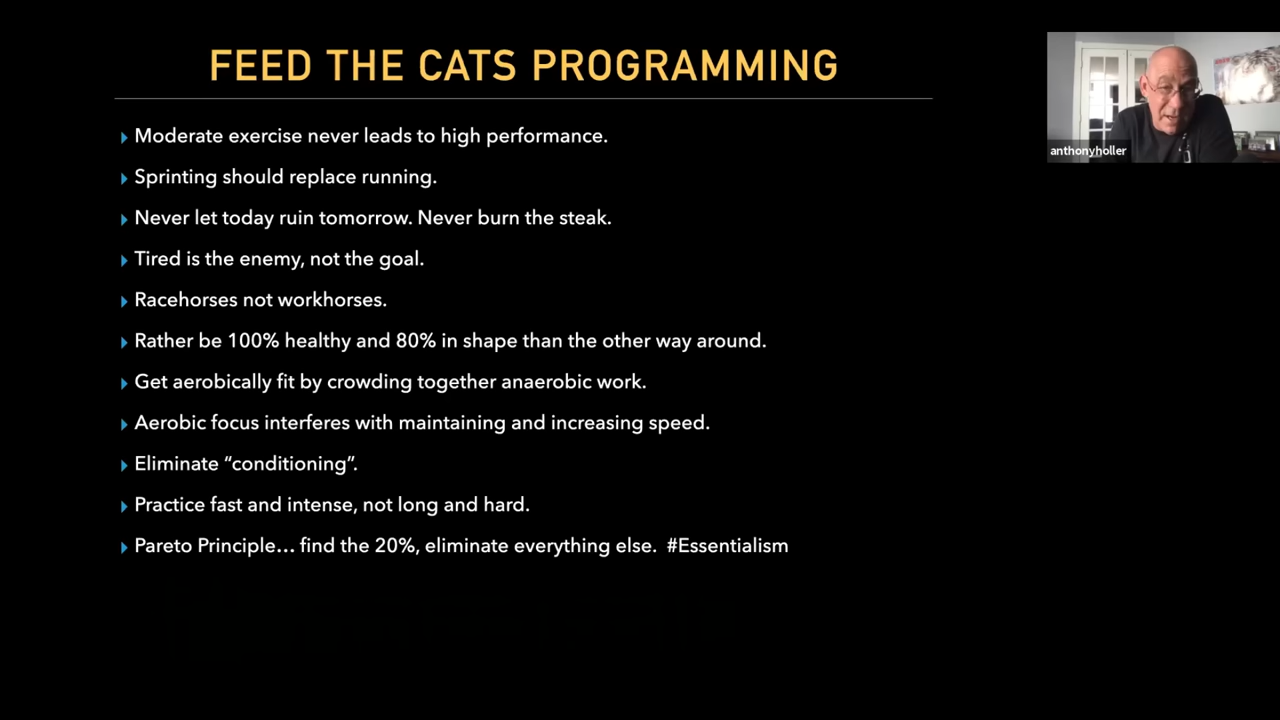 FEED THE CATS PROGRAMMING
Moderate exercise never leads to high performance.
Sprinting should replace running.
Never let today ruin tomorrow. Never burn the steak.
Tired is the enemy, not the goal.
Racehorses not workhorses.
Rather be 100% healthy and 80% in shape than the other way around.
Get aerobically fit by crowding together anaerobic work.
Aerobic focus interferes with maintaining and increasing speed.
Eliminate “conditioning”.
Practice fast and intense, not long and hard.
Pareto Principle… find the 20%, eliminate everything else. #Essentialism
anthonyholler